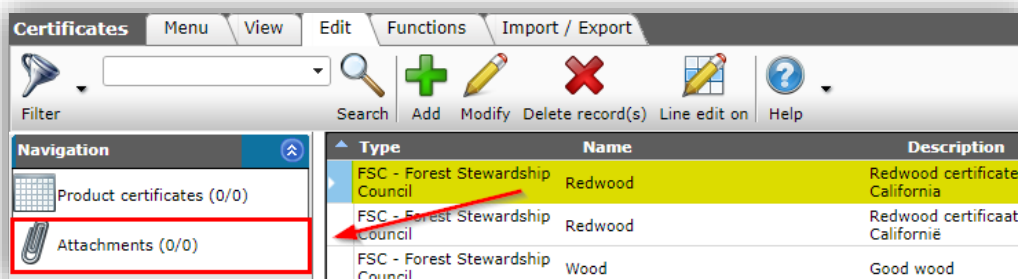 Certificates Menu View Edit Functions Import / Export
Filter Search Add Modify Delete record(s) Line edit on Help
Navigation
Product certificates (0/0)
Attachments (0/0)
Type Name Description
FSC - Forest Stewardship Council Redwood Redwood certificate California
FSC - Forest Stewardship Council Redwood Redwood certificaat Californië
FSC - Forest Stewardship Council Wood Good wood